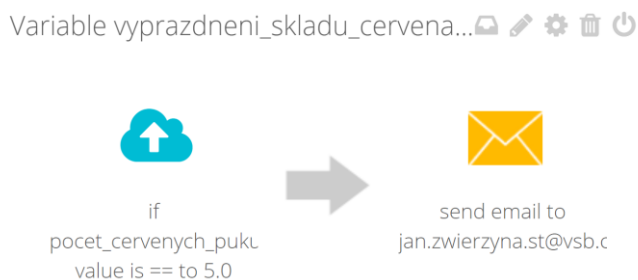 Variable vyprazdneni_skladu_cervena...
if
pocet_cervenych_puku
value is == to 5.0
send email to
jan.zwierzyna.st@vsb.c